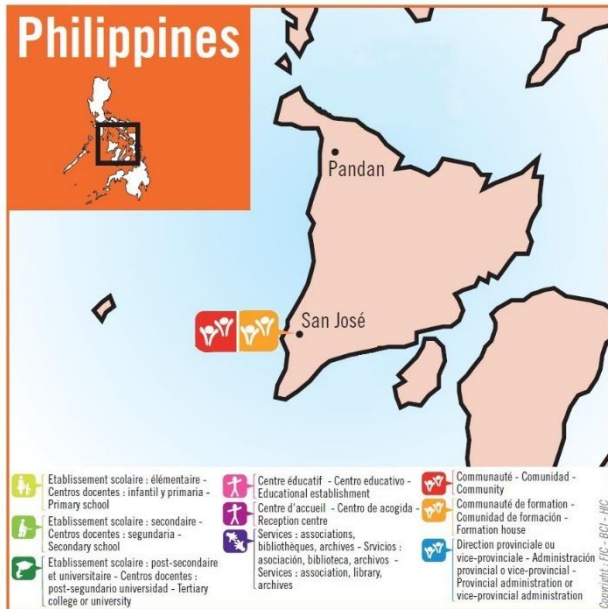 Philippines
Pandan
San José
Etablissement scolaire : élémentaire -
Centros docentes : infantil y primaria -
Primary school
Etablissement scolaire : secondaire -
Centros docentes : segundaria -
Secondary school
Etablissement scolaire : post-secondaire
et universitaire - Centros docentes :
post-segundario universidad - Tertiary
college or university
Centre éducatif - Centro educativo -
Educational establishment
Centre d'accueil - Centro de acogida -
Reception centre
Services : associations,
bibliothèques, archives - Srvicios :
asociación, biblioteca, archivos -
Services : association, library,
archives
Communauté - Comunidad -
Community
Communauté de formation -
Comunidad de formación -
Formation house
Direction provinciale ou
vice-provinciale - Administración
provincial o vice-provincial -
Provincial administration or
vice-provincial administration
Copyright : FIC - BCI - HIC